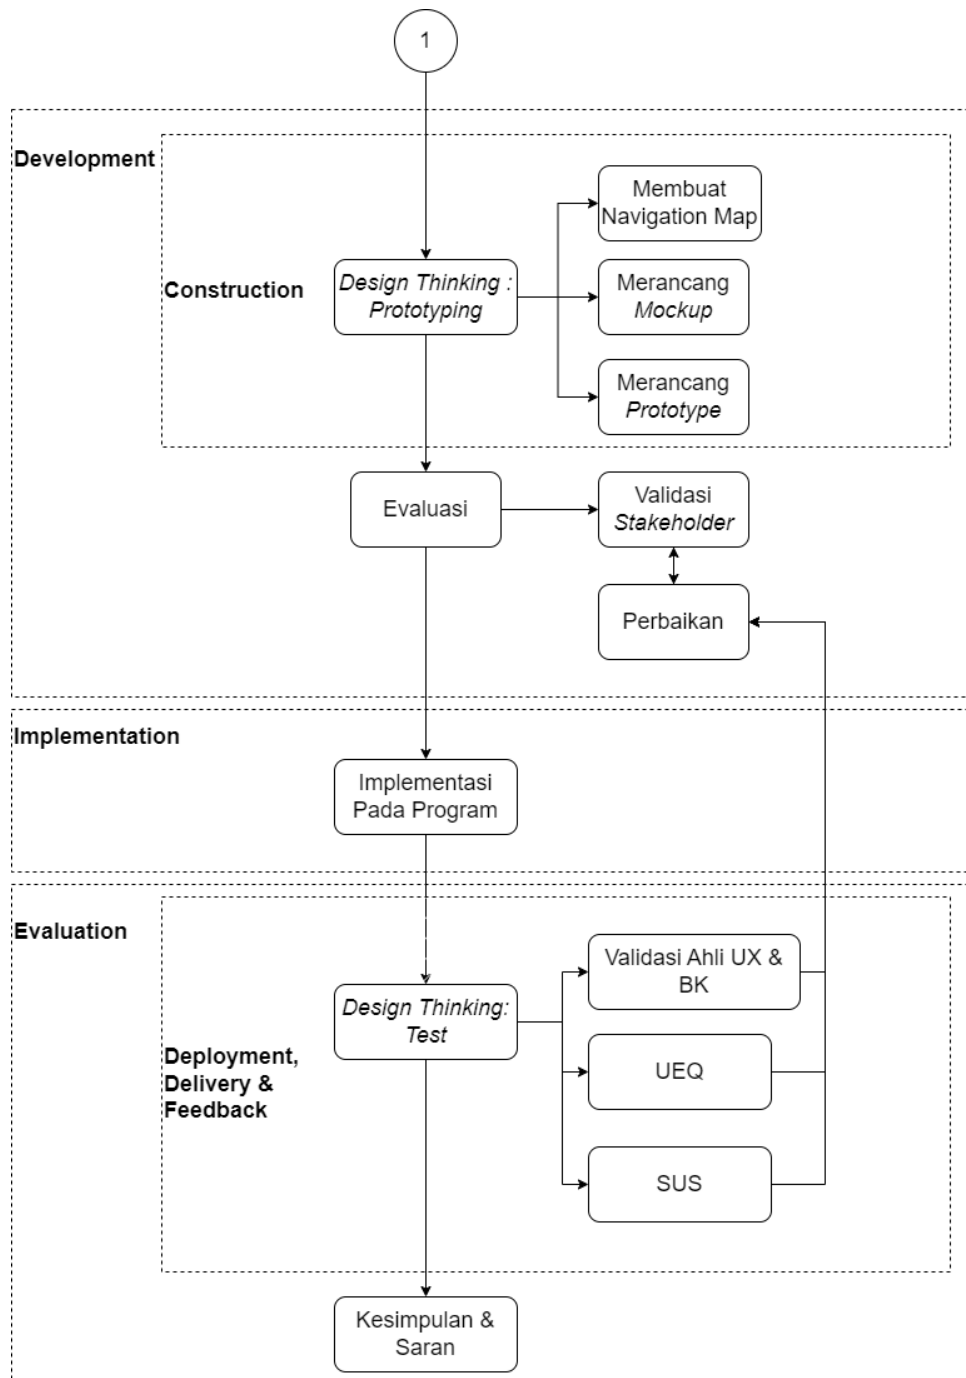 1
Development
Membuat
Navigation Map
Construction
Design Thinking :
Prototyping
Merancang
Mockup
Merancang
Prototype
Evaluasi
Validasi
Stakeholder
Perbaikan
Implementation
Implementasi
Pada Program
Evaluation
Validasi Ahli UX &
BK
Design Thinking:
Test
Deployment,
Delivery &
Feedback
UEQ
SUS
Kesimpulan &
Saran